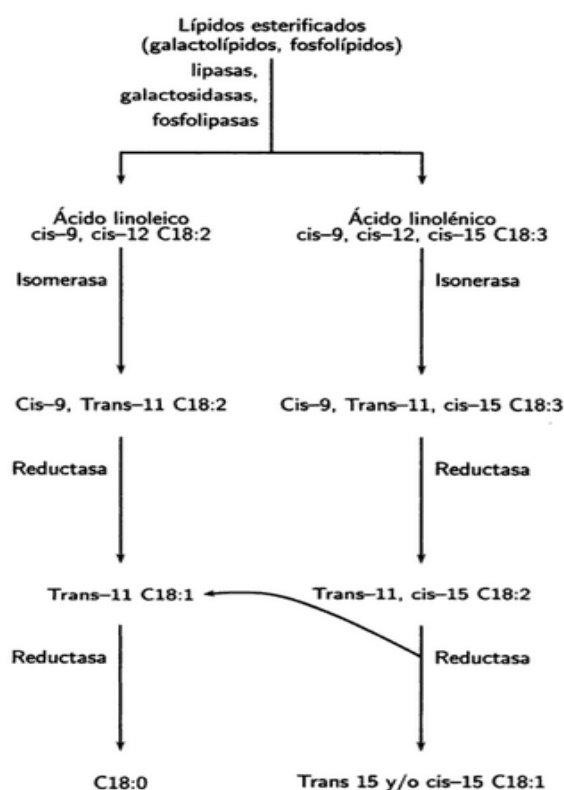 Lípidos esterificados
(galactolípidos, fosfolípidos)
lipasas,
galactosidasas,
fosfolipasas
Ácido linoleico
cis–9, cis–12 C18:2
Ácido linolénico
cis–9, cis–12, cis–15 C18:3
Isomerasa
Isonerasa
Cis–9, Trans–11 C18:2
Cis–9, Trans–11, cis–15 C18:3
Reductasa
Reductasa
Trans–11 C18:1
Trans–11, cis–15 C18:2
Reductasa
Reductasa
C18:0
Trans 15 y/o cis–15 C18:1